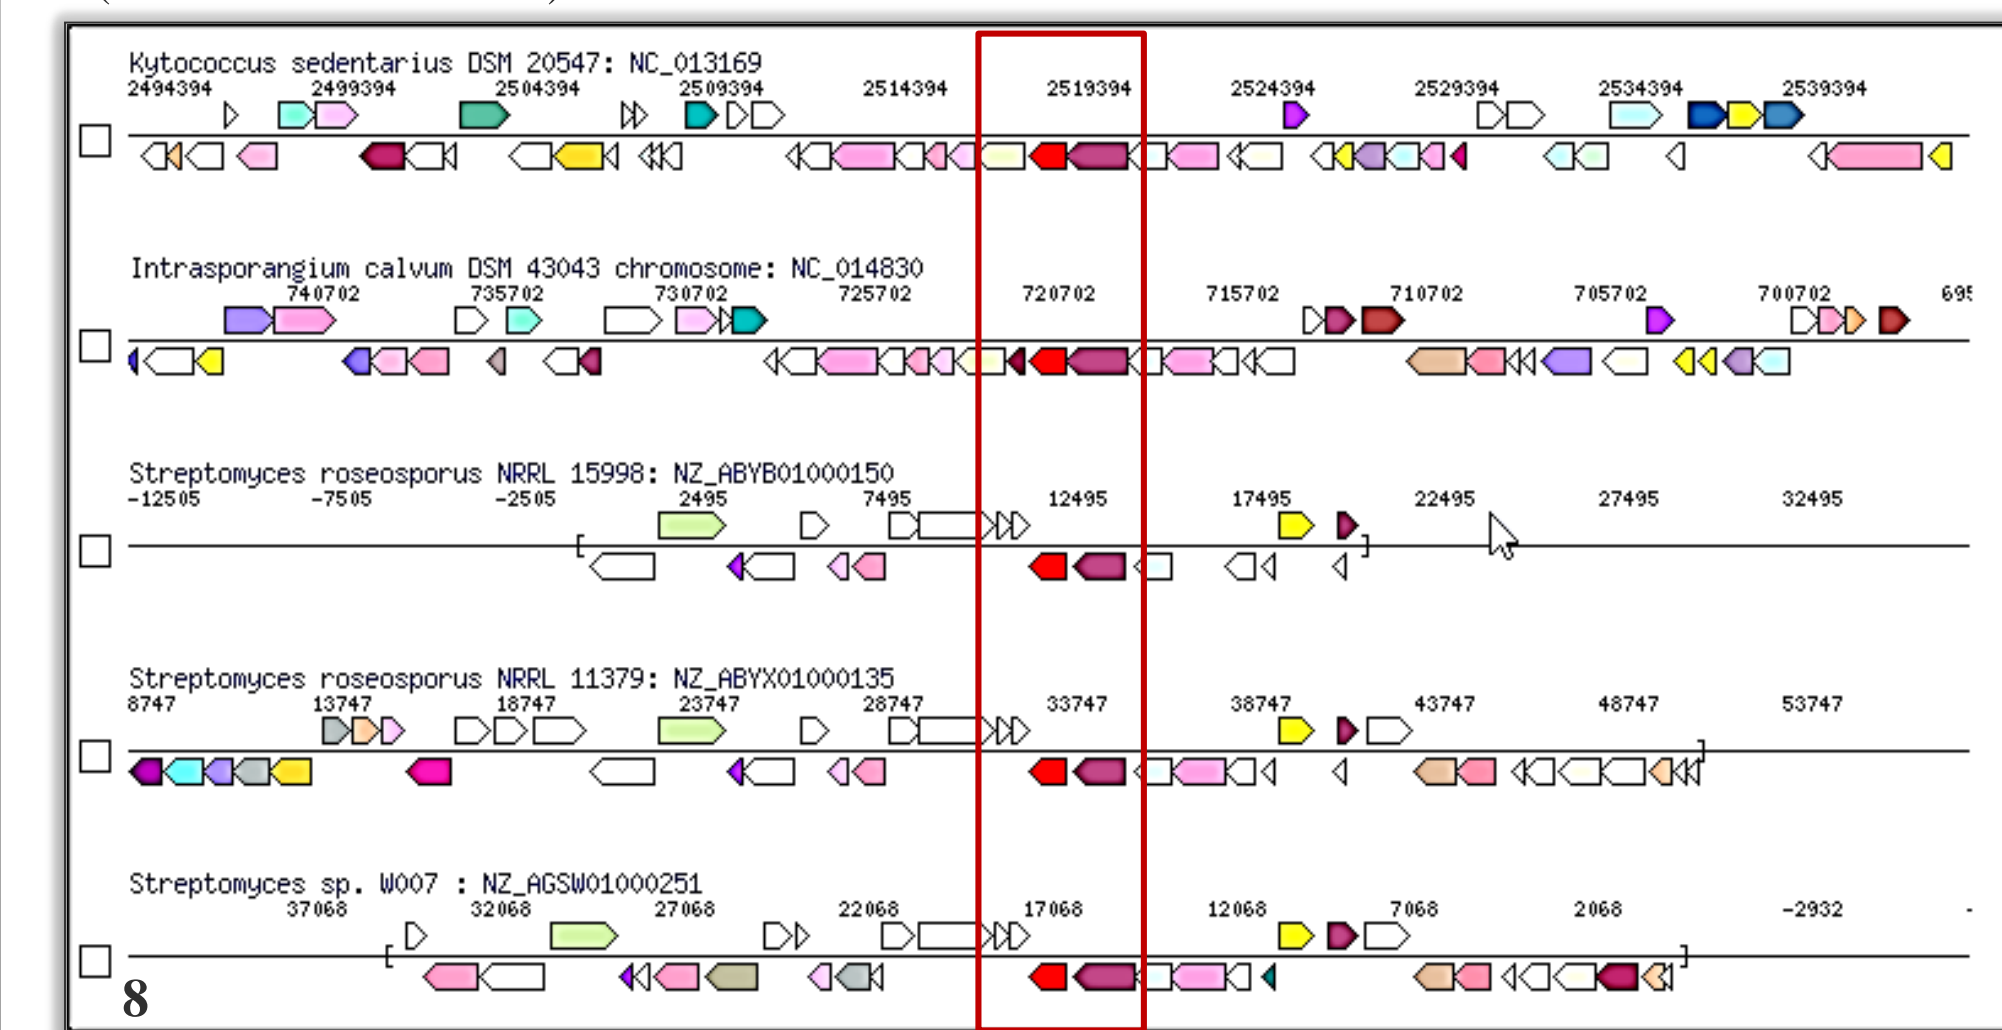 Kytococcus sedentarius DSM 20547: NC_013169
2494394 2499394 2504394 2509394 2514394 2519394 2524394 2529394 2534394 2539394
Intrasporangium calvum DSM 43043 chromosome: NC_014830
740702 735702 730702 725702 720702 715702 710702 705702 700702 695
Streptomyces roseosporus NRRL 15998: NZ_ABYB01000150
-12505 -7505 -2505 2495 7495 12495 17495 22495 27495 32495
Streptomyces roseosporus NRRL 11379: NZ_ABYX01000135
8747 13747 18747 23747 28747 33747 38747 43747 48747 53747
Streptomyces sp. W007 : NZ_AGSW01000251
37068 32068 27068 22068 17068 12068 7068 2068 -2932 -
8